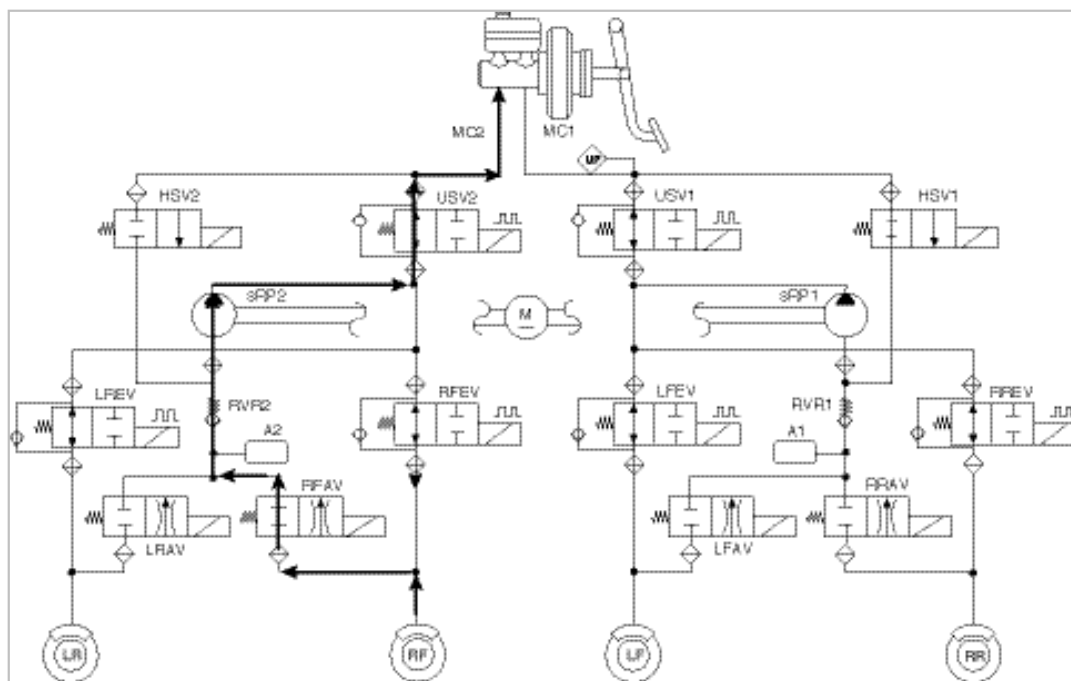 MC2 MC1
UP
HSV2 USV2 USV1 HSV1
sRP2 M sRP1
LREV RFEV LFEV RREV
RVR2 RVR1
A2 A1
RFAV RRAV
LRAV LFAV
LR RF LF RR